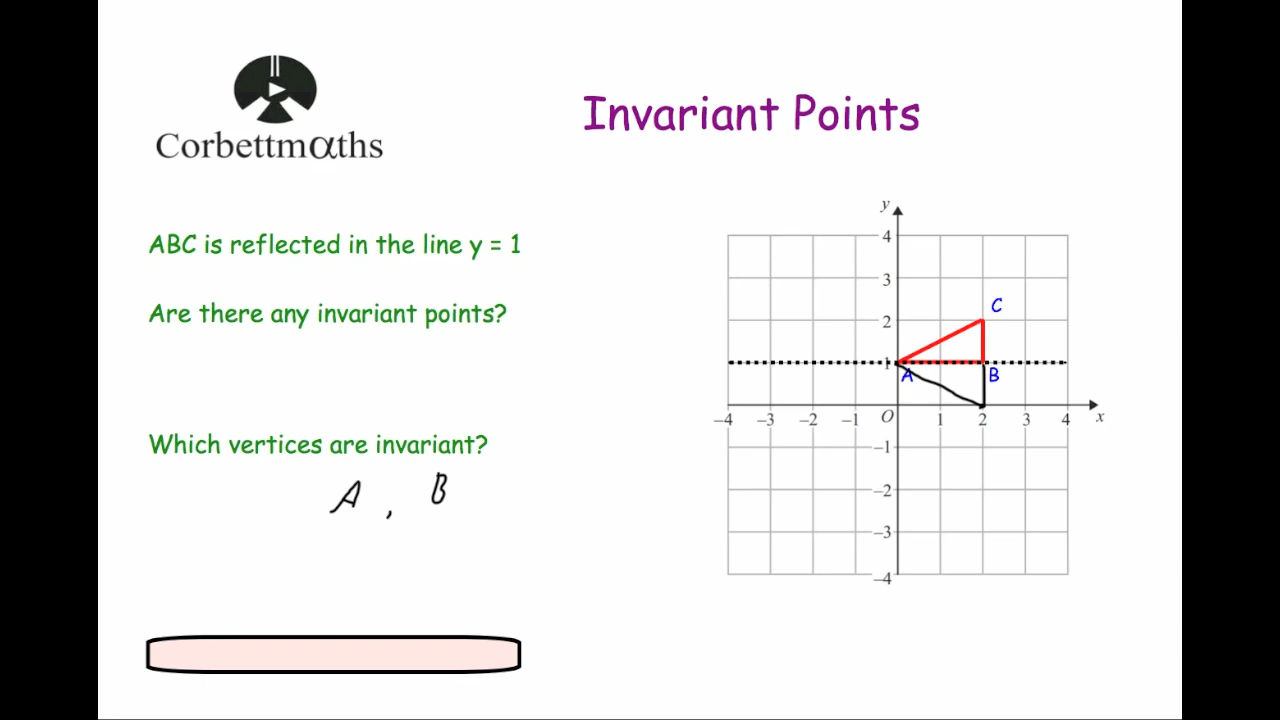 Corbettmαths
Invariant Points
ABC is reflected in the line y = 1
Are there any invariant points?
Which vertices are invariant?
A , B
y
4
3
C
2
1
A
B
–4 –3 –2 –1 O 1 2 3 4 x
–1
–2
–3
–4